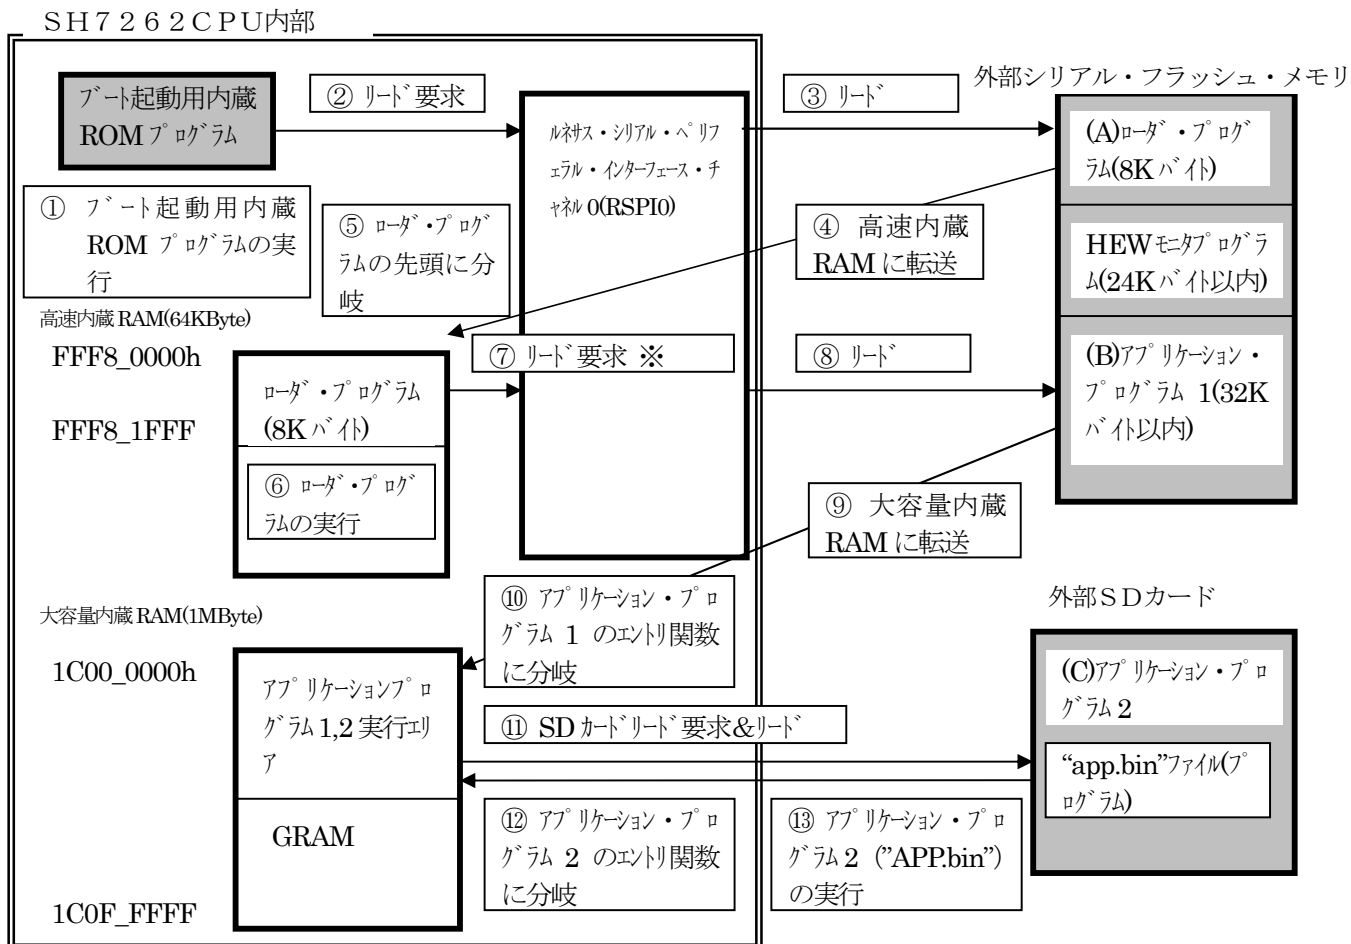 SH7262CPU内部
ブート起動用内蔵
ROMプログラム
② リード要求
③ リード
外部シリアル・フラッシュ・メモリ
ルネサス・シリアル・ペリフ
ェラル・インターフェース・チ
ャネル0(RSPI0)
(A)ローダ・プログ
ラム(8Kバイト)
① ブート起動用内蔵
ROM プログラムの実
行
⑤ ローダ・プログ
ラムの先頭に分
岐
④ 高速内蔵
RAMに転送
HEWモニタプログラ
ム(24Kバイト以内)
高速内蔵RAM(64KByte)
FFF8_0000h
⑦ リード要求 ※
⑧ リード
(B)アプリケーション・
プログラム 1(32K
バイト以内)
ローダ・プログラム
(8Kバイト)
FFF8_1FFF
⑥ ローダ・プログ
ラムの実行
⑨ 大容量内蔵
RAMに転送
⑩ アプリケーション・プロ
グラム 1 のエントリ関数
に分岐
外部SDカード
大容量内蔵RAM(1MByte)
1C00_0000h
アプリケーションプロ
グラム1,2実行エリ
ア
(C)アプリケーション・プロ
グラム2
⑪ SDカードリード要求&リード
“app.bin”ファイル(プ
ログラム)
GRAM
⑫ アプリケーション・プロ
グラム 2 のエントリ関数
に分岐
⑬ アプリケーション・プロ
グラム2 (”APP.bin”)
の実行
1C0F_FFFF